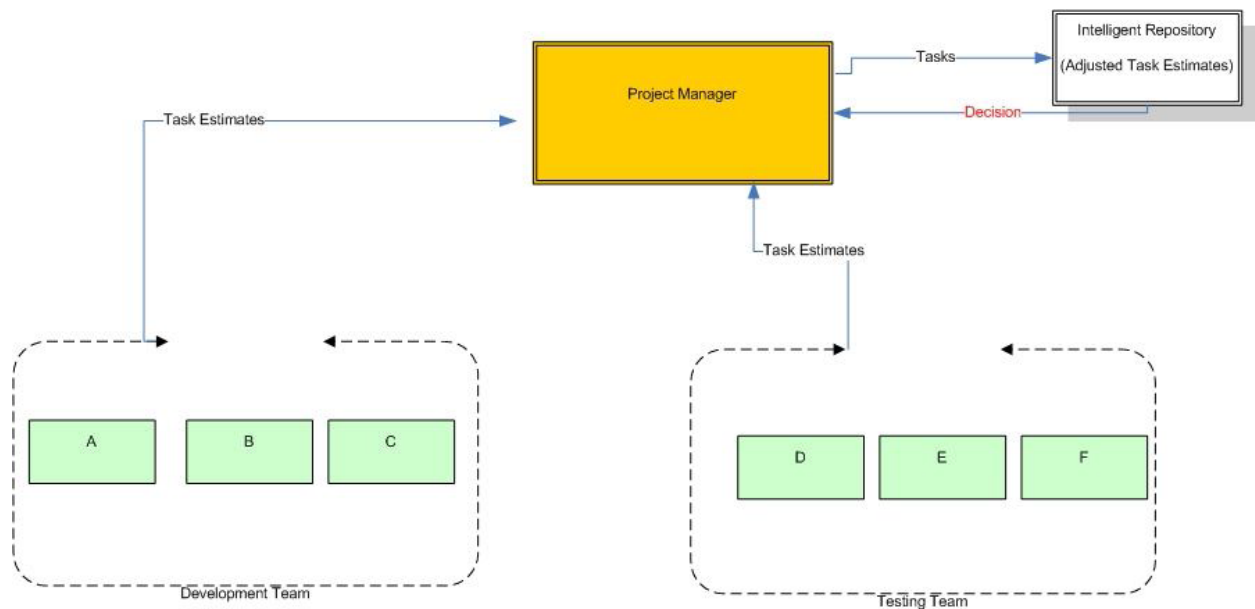 Intelligent Repository
(Adjusted Task Estimates)
Tasks
Project Manager
Decision
Task Estimates
Task Estimates
A
B
C
D
E
F
Development Team
Testing Team